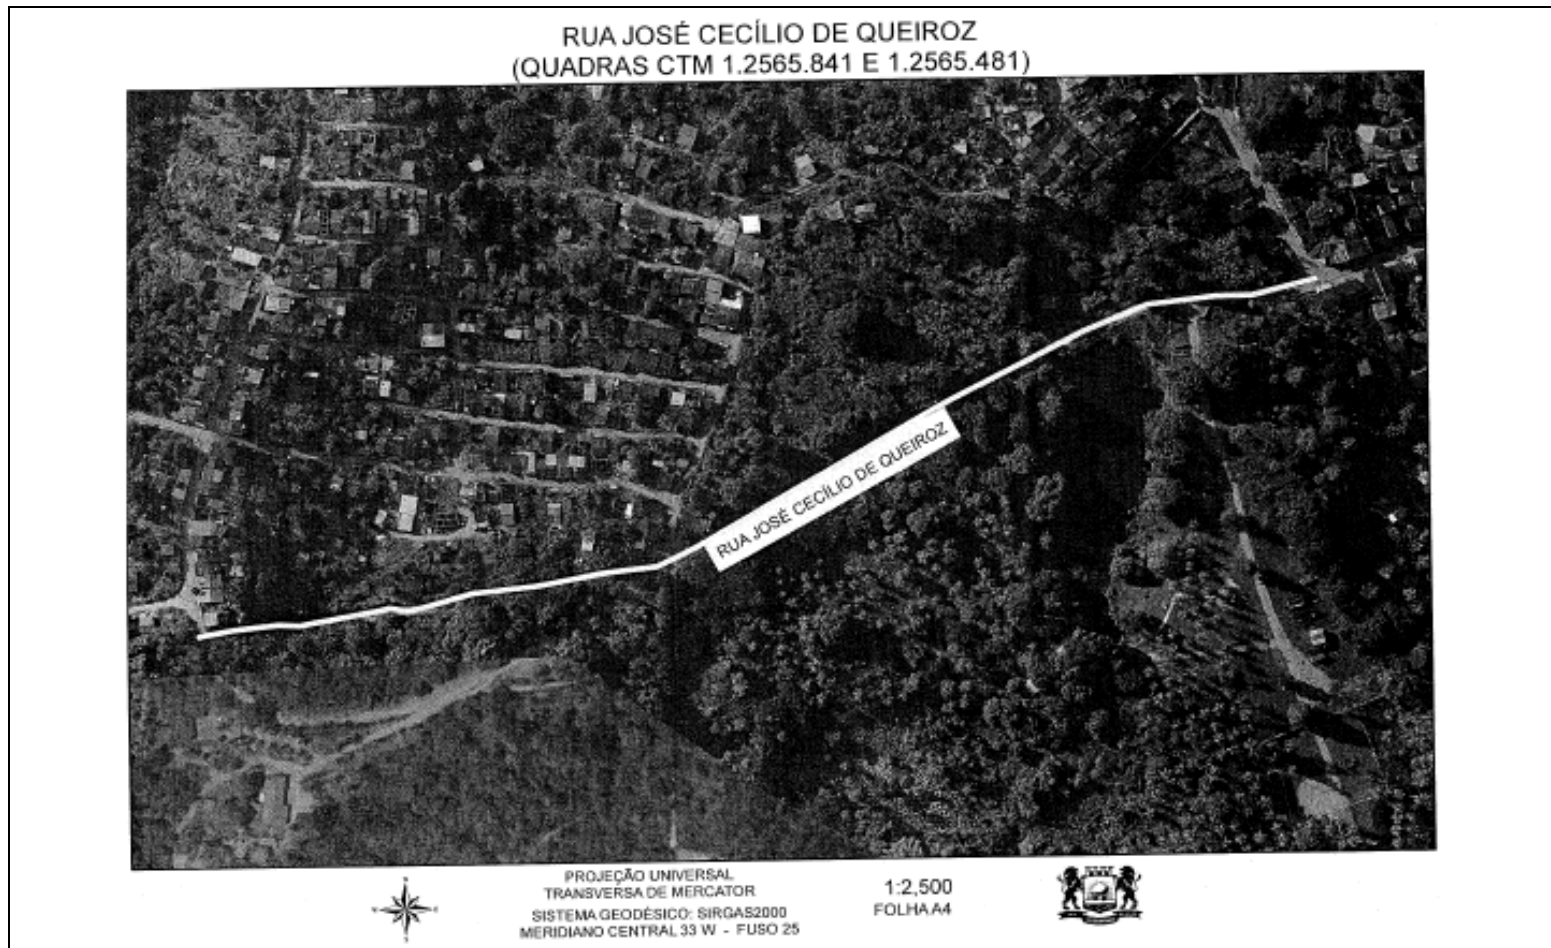 RUA JOSÉ CECÍLIO DE QUEIROZ
(QUADRAS CTM 1.2565.841 E 1.2565.481)
RUA JOSÉ CECÍLIO DE QUEIROZ
PROJEÇÃO UNIVERSAL
TRANSVERSA DE MERCATOR
SISTEMA GEODÉSICO: SIRGAS2000
MERIDIANO CENTRAL 33 W - FUSO 25
1:2,500
FOLHA A4